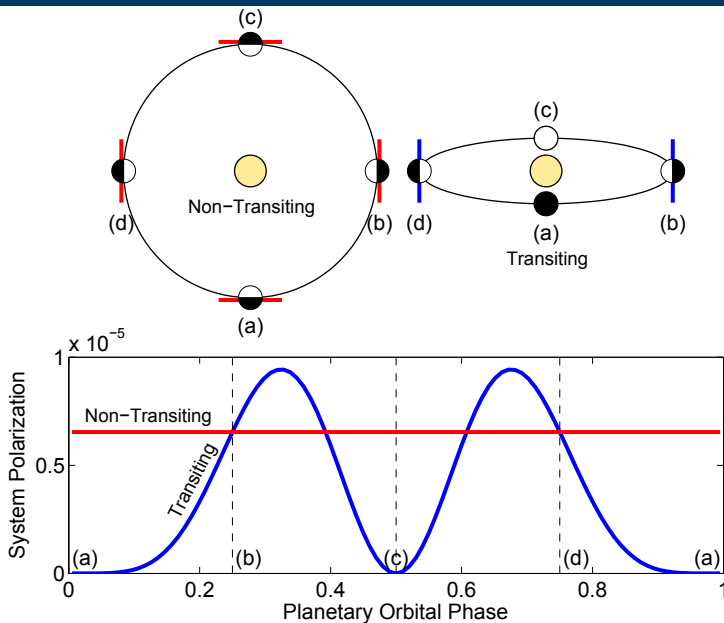 (c)
Non−Transiting
(d)
(b)
(a)
(c)
(d)
(a)
(b)
Transiting
x 10−5
1
0.5
0
System Polarization
Non−Transiting
Transiting
(a)
(b)
(c)
(d)
(a)
0
0.2
0.4
0.6
0.8
1
Planetary Orbital Phase